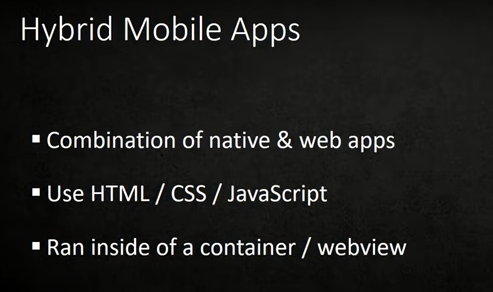 Hybrid Mobile Apps
▪ Combination of native & web apps
▪ Use HTML / CSS / JavaScript
▪ Ran inside of a container / webview